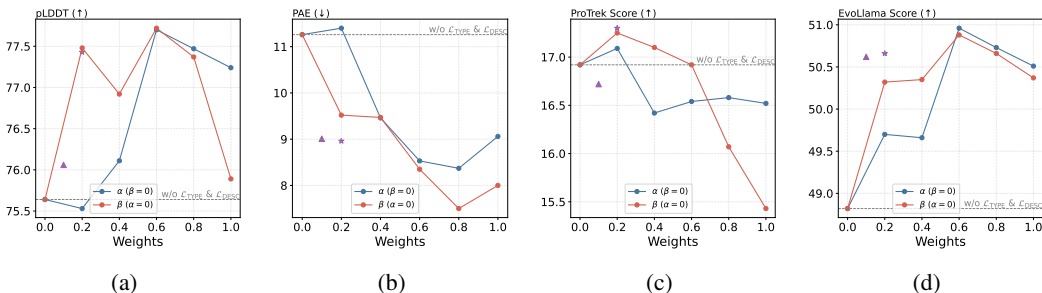 pLDDT (↑)
77.5
77.0
76.5
76.0
75.5
w/o ℒTYPE & ℒDESC
α (β = 0)
β (α = 0)
0.0 0.2 0.4 0.6 0.8 1.0
Weights
(a)
PAE (↓)
11
10
9
8
w/o ℒTYPE & ℒDESC
α (β = 0)
β (α = 0)
0.0 0.2 0.4 0.6 0.8 1.0
Weights
(b)
ProTrek Score (↑)
17.0
16.5
16.0
15.5
w/o ℒTYPE & ℒDESC
α (β = 0)
β (α = 0)
0.0 0.2 0.4 0.6 0.8 1.0
Weights
(c)
EvoLlama Score (↑)
51.0
50.5
50.0
49.5
49.0
w/o ℒTYPE & ℒDESC
α (β = 0)
β (α = 0)
0.0 0.2 0.4 0.6 0.8 1.0
Weights
(d)